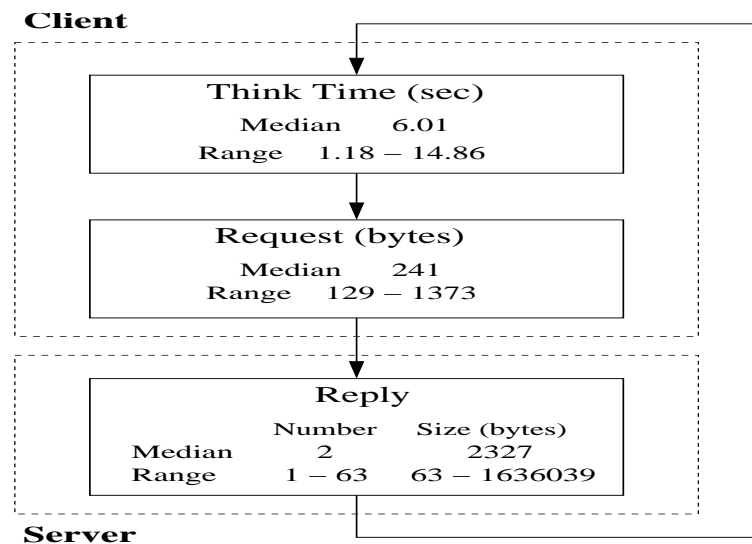 Client
Think Time (sec)
Median 6.01
Range 1.18 – 14.86
Request (bytes)
Median 241
Range 129 – 1373
Reply
Number Size (bytes)
Median 2 2327
Range 1 – 63 63 – 1636039
Server